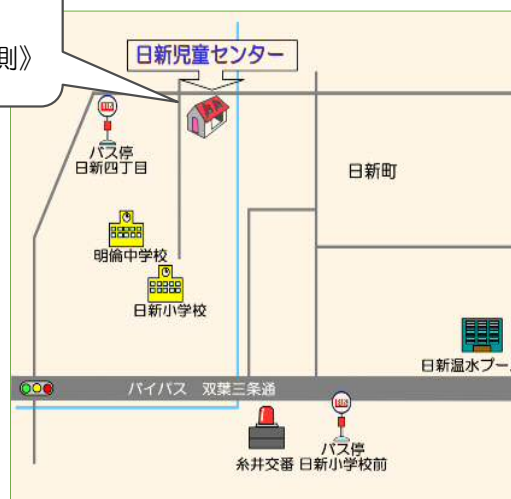 則》
日新児童センター
バス停
日新四丁目
日新町
明倫中学校
日新小学校
日新温水プー
バイパス 双葉三条通
糸井交番
バス停
日新小学校前